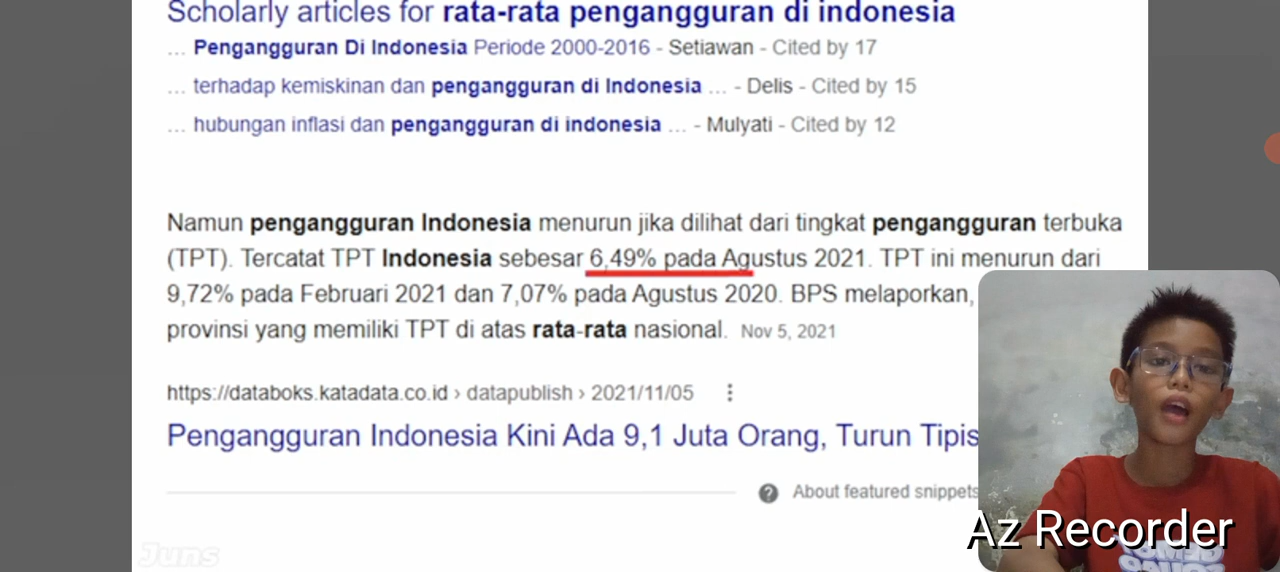 Scholarly articles for rata-rata pengangguran di indonesia
... Pengangguran Di Indonesia Periode 2000-2016 - Setiawan - Cited by 17
... terhadap kemiskinan dan pengangguran di Indonesia ... - Delis - Cited by 15
... hubungan inflasi dan pengangguran di indonesia ... - Mulyati - Cited by 12
Namun pengangguran Indonesia menurun jika dilihat dari tingkat pengangguran terbuka
(TPT). Tercatat TPT Indonesia sebesar 6,49% pada Agustus 2021. TPT ini menurun dari
9,72% pada Februari 2021 dan 7,07% pada Agustus 2020. BPS melaporkan,
provinsi yang memiliki TPT di atas rata-rata nasional. Nov 5, 2021
https://databoks.katadata.co.id › datapublish › 2021/11/05
Pengangguran Indonesia Kini Ada 9,1 Juta Orang, Turun Tipis
About featured snippets
Az Recorder
Juns